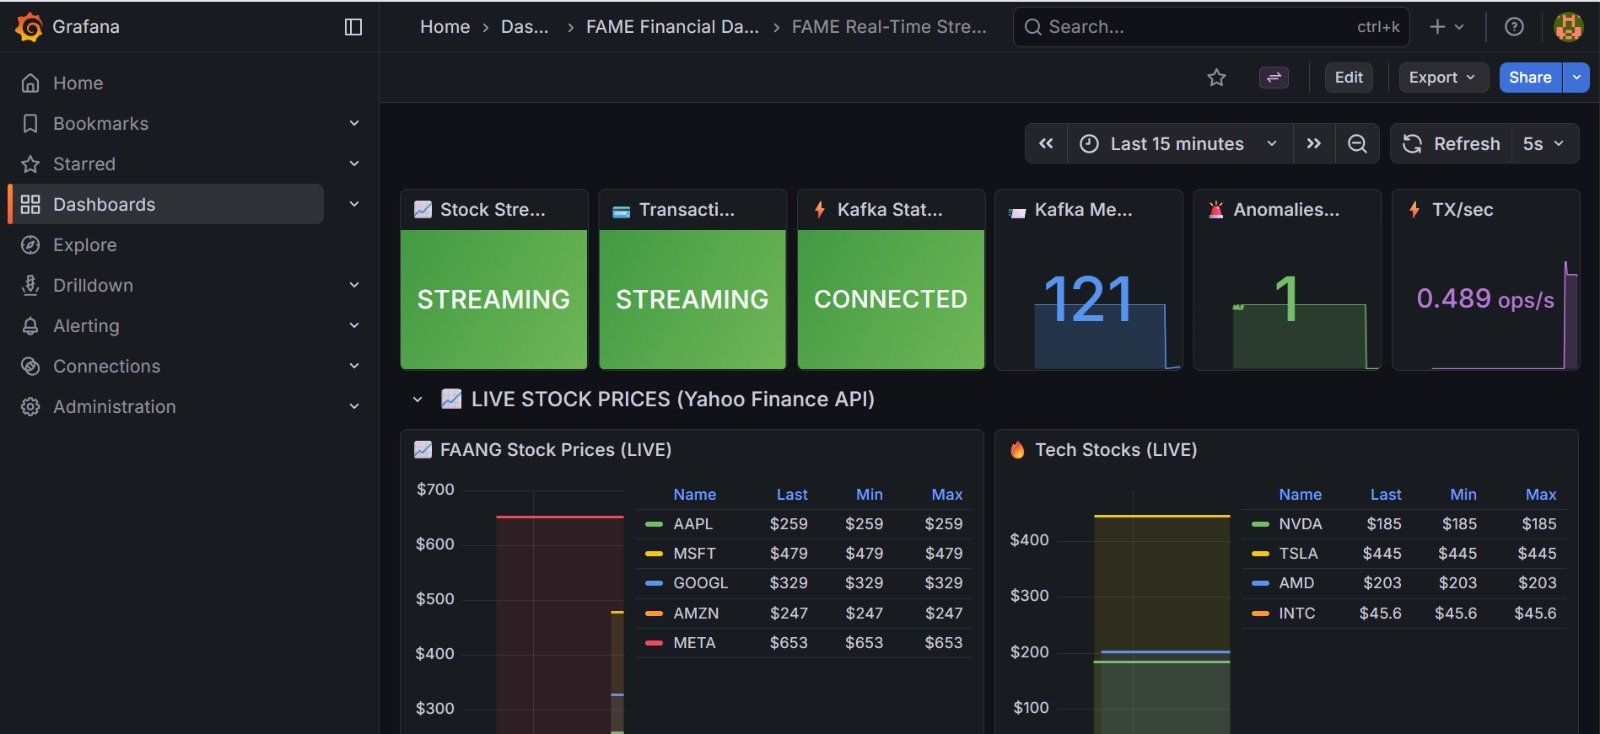 Grafana
Home › Das... › FAME Financial Da... › FAME Real-Time Stre...
Search... ctrl+k
Edit
Export
Share
Home
Bookmarks
Starred
Dashboards
Explore
Drilldown
Alerting
Connections
Administration
Last 15 minutes
Refresh 5s
Stock Stre...
STREAMING
Transacti...
STREAMING
Kafka Stat...
CONNECTED
Kafka Me...
121
Anomalies...
1
TX/sec
0.489 ops/s
LIVE STOCK PRICES (Yahoo Finance API)
FAANG Stock Prices (LIVE)
$700
$600
$500
$400
$300
Name Last Min Max
AAPL $259 $259 $259
MSFT $479 $479 $479
GOOGL $329 $329 $329
AMZN $247 $247 $247
META $653 $653 $653
Tech Stocks (LIVE)
$400
$300
$200
$100
Name Last Min Max
NVDA $185 $185 $185
TSLA $445 $445 $445
AMD $203 $203 $203
INTC $45.6 $45.6 $45.6